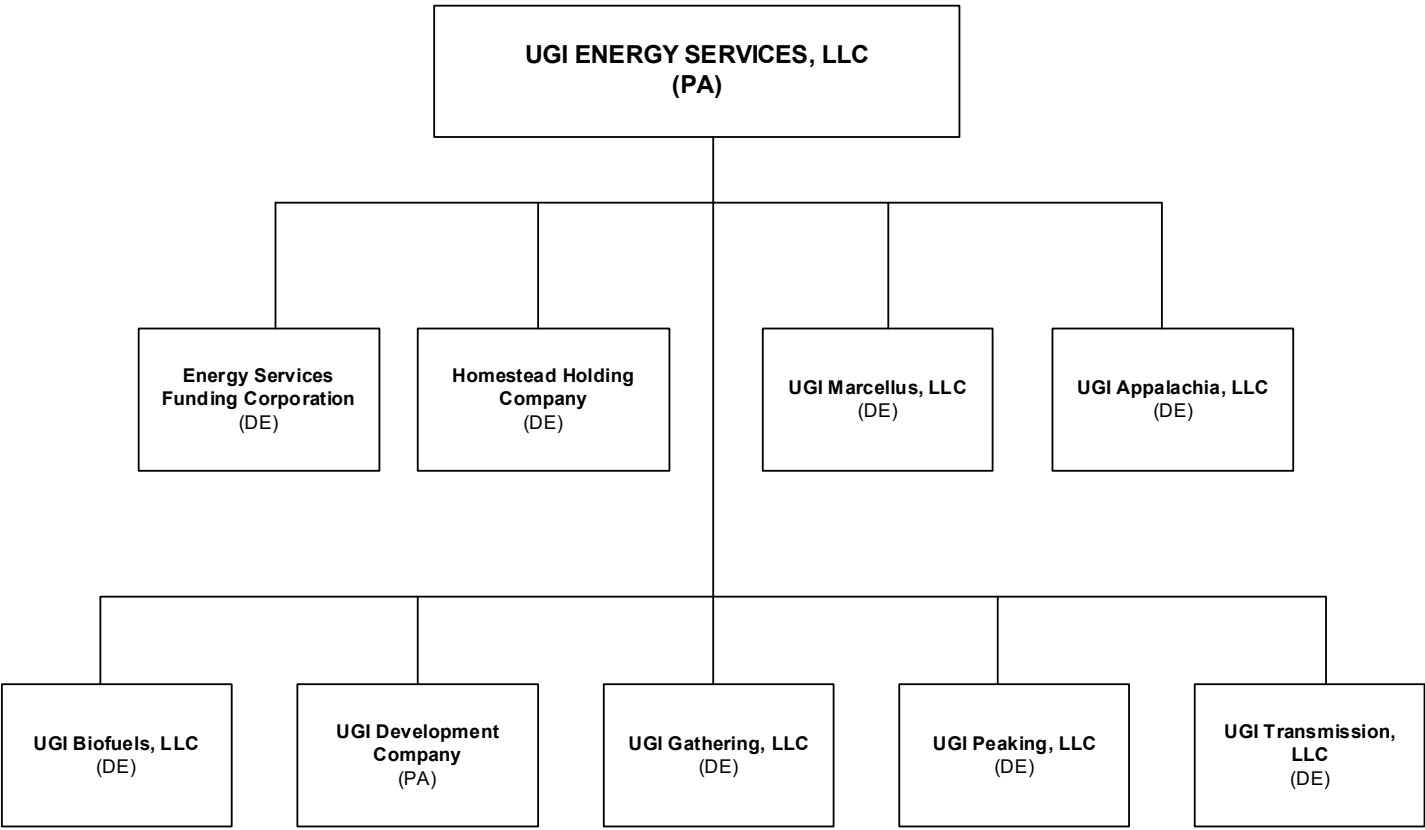 UGI ENERGY SERVICES, LLC
(PA)
Energy Services
Funding Corporation
(DE)
Homestead Holding
Company
(DE)
UGI Marcellus, LLC
(DE)
UGI Appalachia, LLC
(DE)
UGI Biofuels, LLC
(DE)
UGI Development
Company
(PA)
UGI Gathering, LLC
(DE)
UGI Peaking, LLC
(DE)
UGI Transmission,
LLC
(DE)